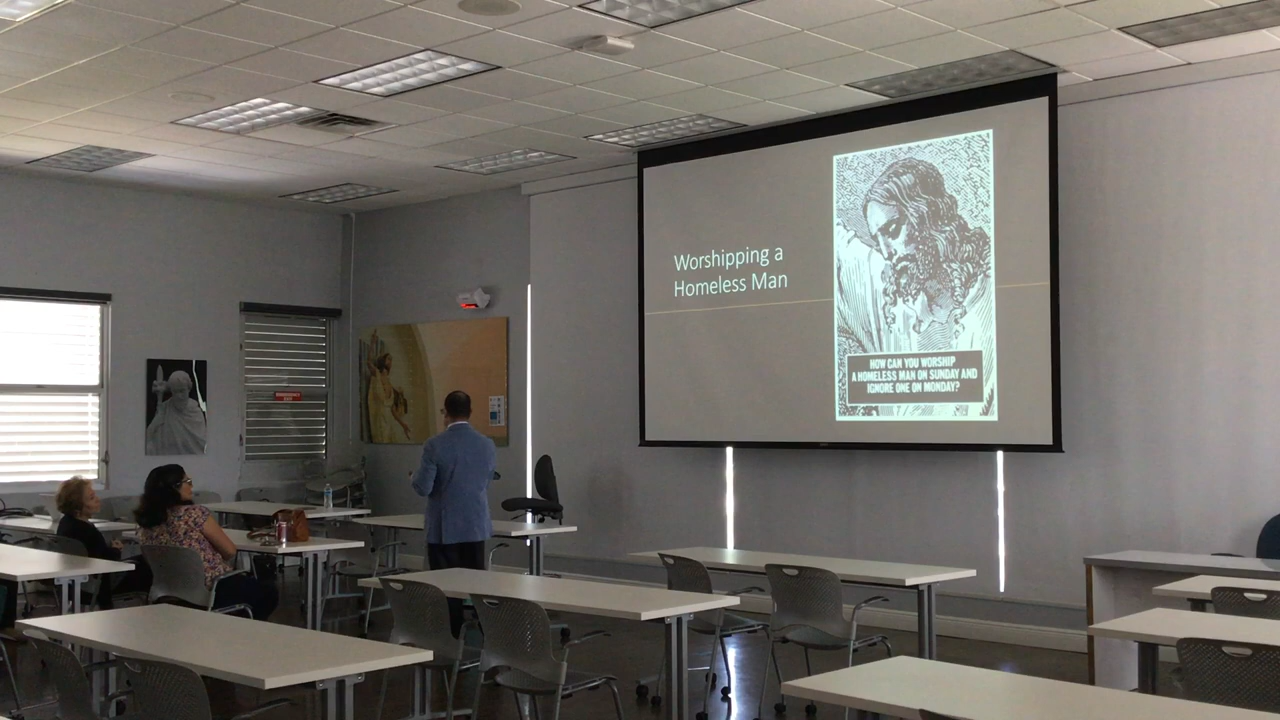 Worshipping a
Homeless Man
HOW CAN YOU WORSHIP
A HOMELESS MAN ON SUNDAY AND
IGNORE ONE ON MONDAY?